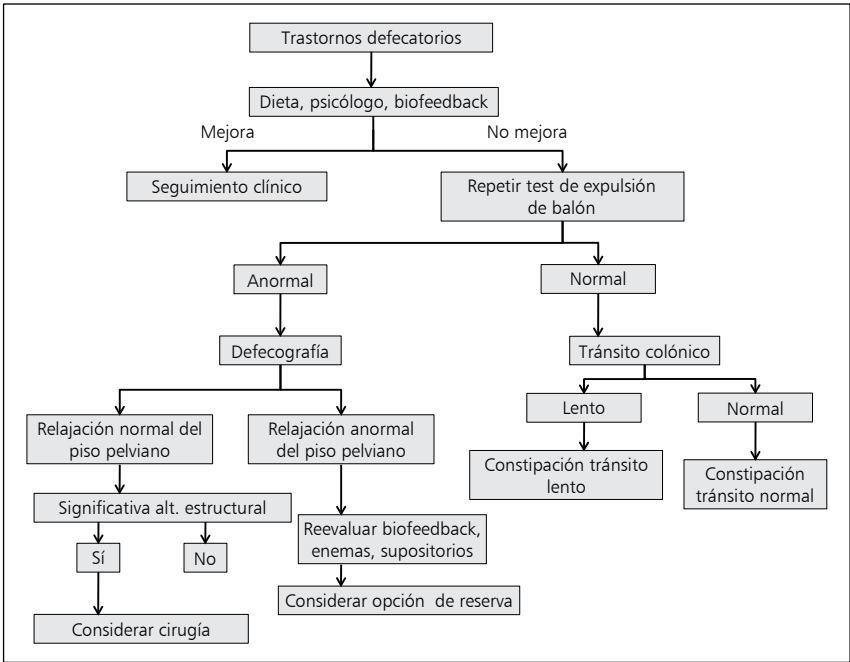 Trastornos defecatorios
Dieta, psicólogo, biofeedback
Mejora
No mejora
Seguimiento clínico
Repetir test de expulsión
de balón
Anormal
Normal
Defecografía
Tránsito colónico
Relajación normal del
piso pelviano
Relajación anormal
del piso pelviano
Lento
Normal
Constipación tránsito
lento
Constipación
tránsito normal
Significativa alt. estructural
Reevaluar biofeedback,
enemas, supositorios
Sí
No
Considerar opción de reserva
Considerar cirugía